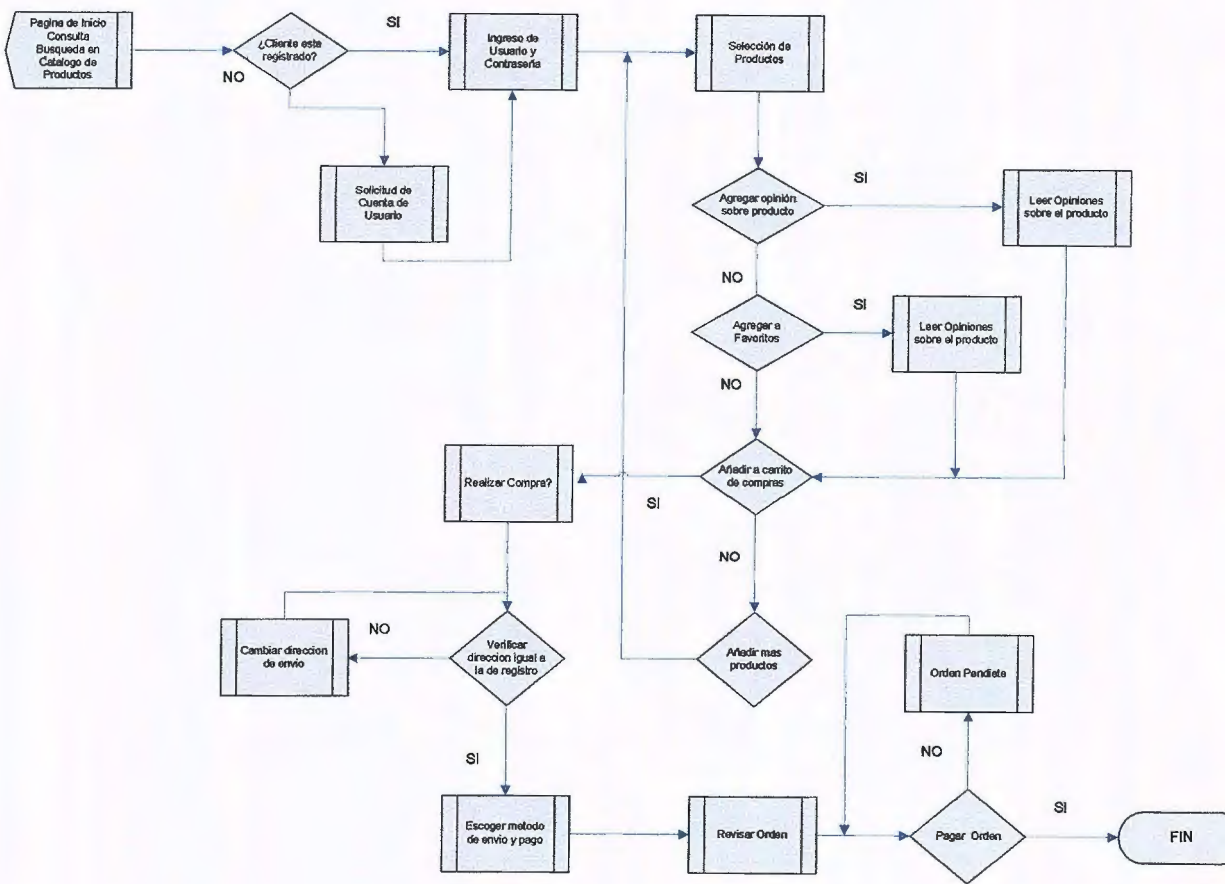 Pagina de Inicio
Consulta
Busqueda en
Catalogo de
Productos
¿Cliente este
registrado?
SI
NO
Ingreso de
Usuario y
Contraseña
Selección de
Productos
Solicitud de
Cuenta de
Usuario
Agregar opinión
sobre producto
SI
Leer Opiniones
sobre el producto
NO
Agregar a
Favoritos
SI
Leer Opiniones
sobre el producto
NO
Añadir a carrito
de compras
SI
Realizar Compra?
NO
Añadir mas
productos
Verificar
direccion igual a
la de registro
NO
Cambiar direccion
de envio
SI
Escoger metodo
de envio y pago
Revisar Orden
Pagar Orden
NO
Orden Pendiete
SI
FIN